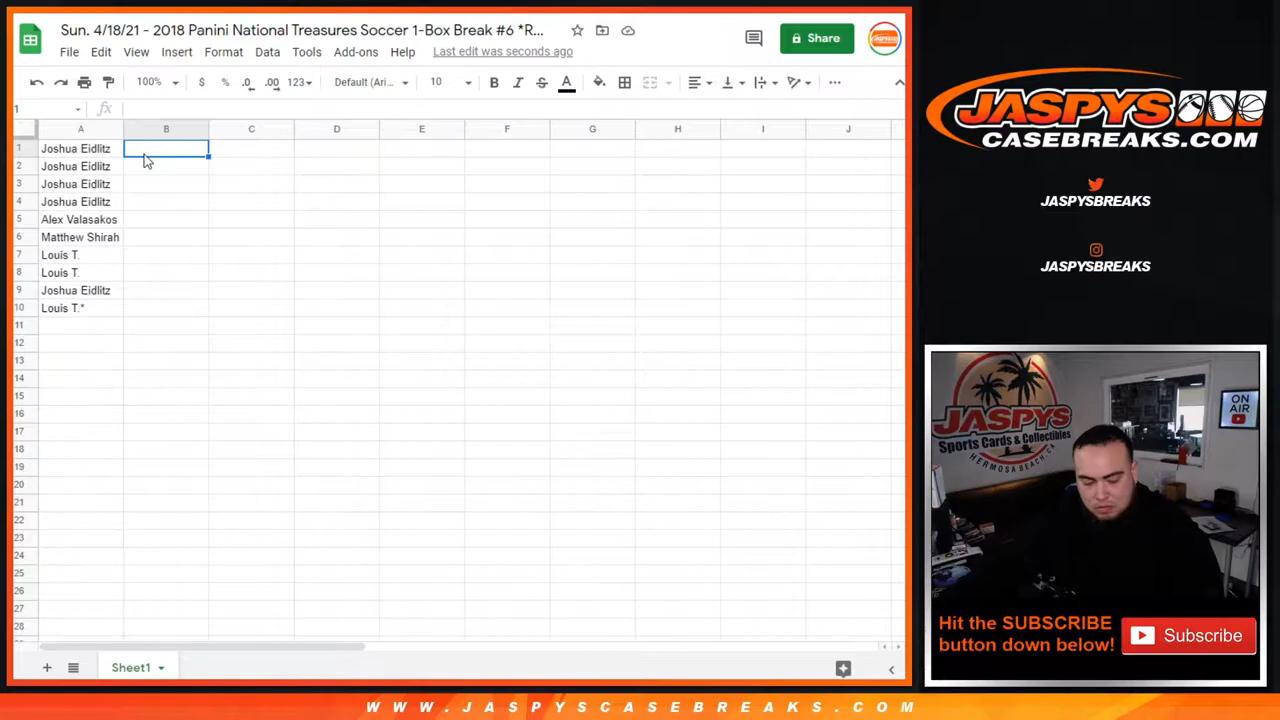 Sun. 4/18/21 - 2018 Panini National Treasures Soccer 1-Box Break #6 *R...
File Edit View Insert Format Data Tools Add-ons Help Last edit was seconds ago
Share
100% $ % .0 .00 123 Default (Ari... 10 B I S A
1 fx
A B C D E F G H I J
1 Joshua Eidlitz
2 Joshua Eidlitz
3 Joshua Eidlitz
4 Joshua Eidlitz
5 Alex Valasakos
6 Matthew Shirah
7 Louis T.
8 Louis T.
9 Joshua Eidlitz
10 Louis T.*
11
12
13
14
15
16
17
18
19
20
21
22
23
24
25
26
27
28
Sheet1
JASPYS
CASEBREAKS.COM
JASPYSBREAKS
JASPYSBREAKS
JASPYS
Sports Cards & Collectibles
HERMOSA BEACH, CA
ON
AIR
Hit the SUBSCRIBE
button down below!
Subscribe
WWW.JASPYSCASEBREAKS.COM